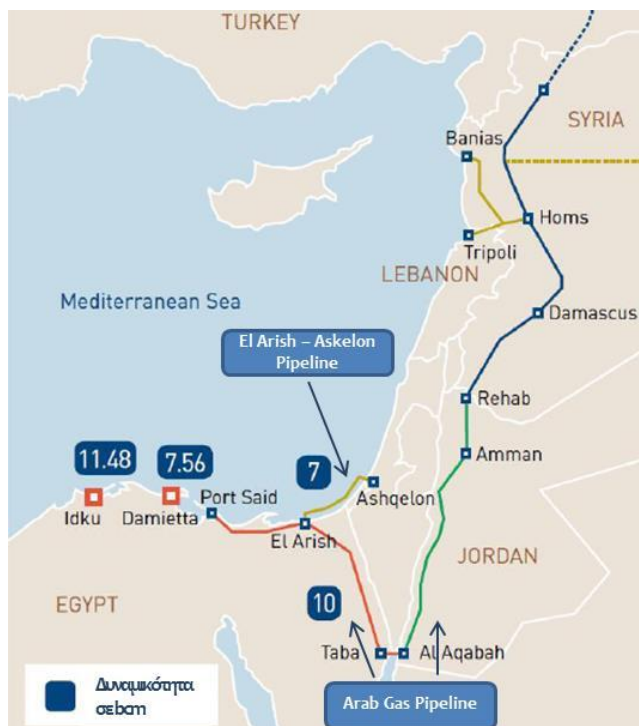 TURKEY
SYRIA
Banias
Homs
Tripoli
LEBANON
Mediterranean Sea
Damascus
El Arish – Askelon
Pipeline
Rehab
11.48
7.56
7
Amman
Port Said
Ashqelon
Idku
Damietta
El Arish
JORDAN
EGYPT
10
Taba
Al Aqabah
Δυναμικότητα
σε bcm
Arab Gas Pipeline